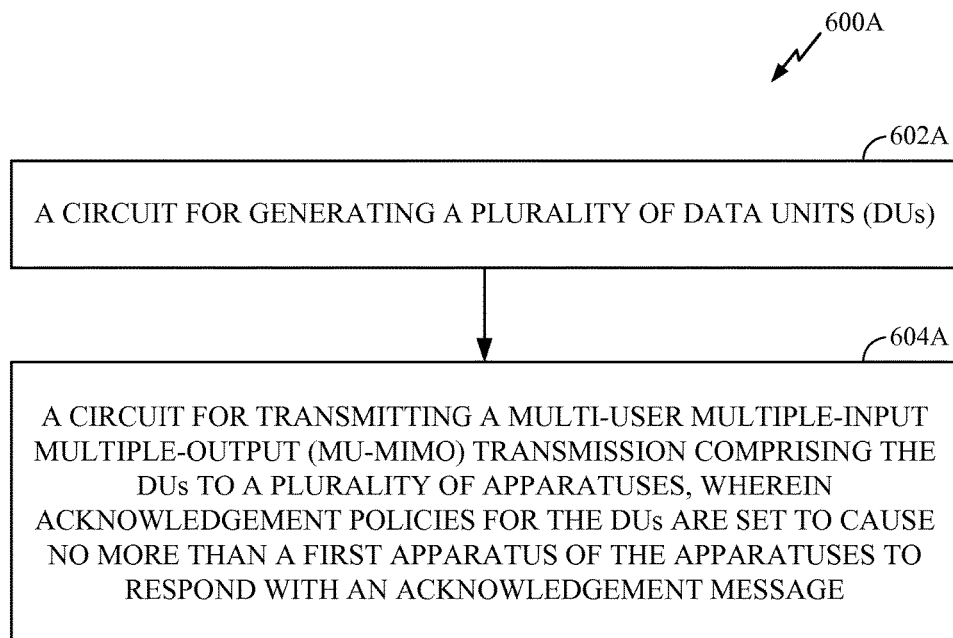 600A
602A
A CIRCUIT FOR GENERATING A PLURALITY OF DATA UNITS (DUs)
604A
A CIRCUIT FOR TRANSMITTING A MULTI-USER MULTIPLE-INPUT
MULTIPLE-OUTPUT (MU-MIMO) TRANSMISSION COMPRISING THE
DUs TO A PLURALITY OF APPARATUSES, WHEREIN
ACKNOWLEDGEMENT POLICIES FOR THE DUs ARE SET TO CAUSE
NO MORE THAN A FIRST APPARATUS OF THE APPARATUSES TO
RESPOND WITH AN ACKNOWLEDGEMENT MESSAGE